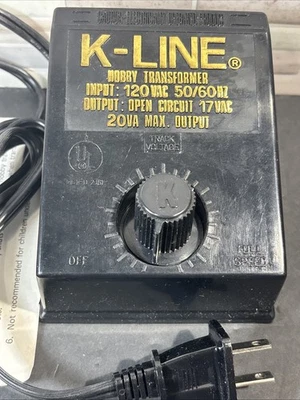 K-LINE®
HOBBY TRANSFORMER
INPUT: 120VAC 50/60HZ
OUTPUT: OPEN CIRCUIT 17VAC
20VA MAX. OUTPUT
TRACK
VOLTAGE
K
OFF
FULL
SPEED
6. Not recommended for children